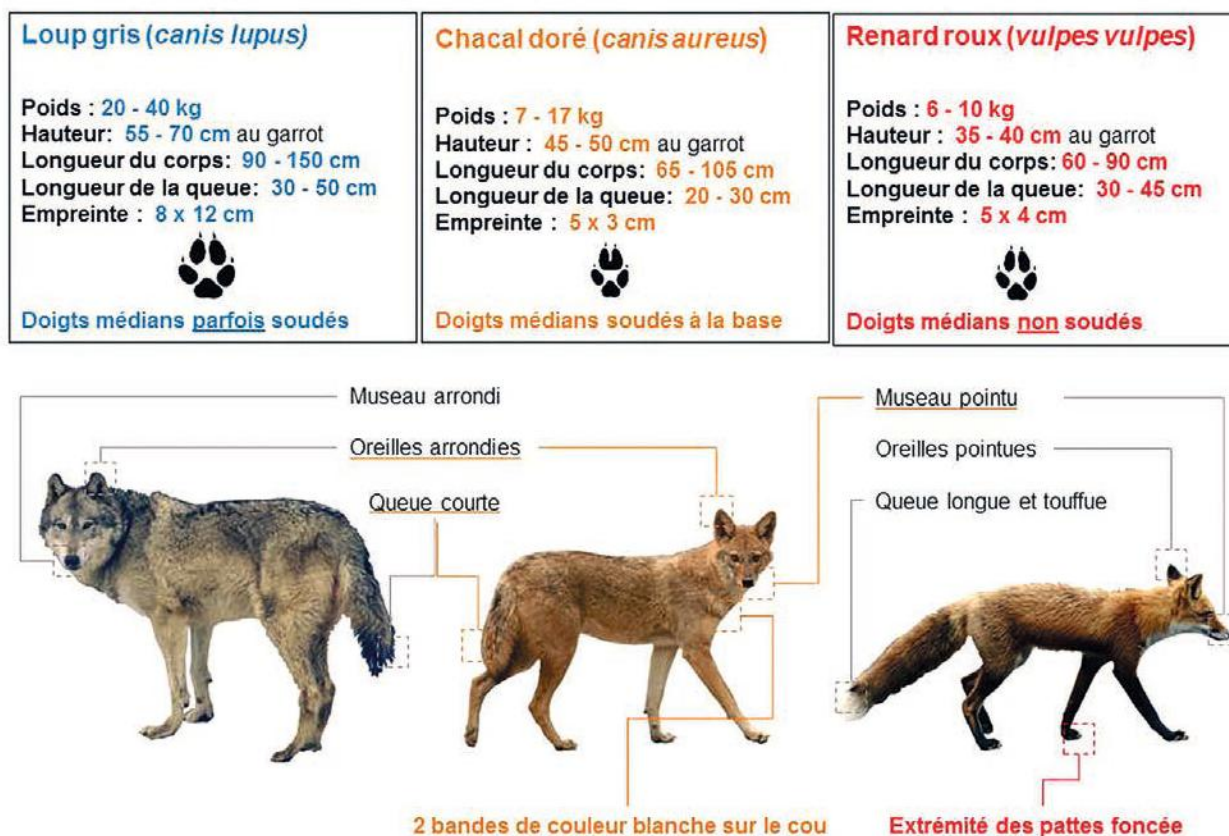 Loup gris (canis lupus)
Poids : 20 - 40 kg
Hauteur: 55 - 70 cm au garrot
Longueur du corps: 90 - 150 cm
Longueur de la queue: 30 - 50 cm
Empreinte : 8 x 12 cm
Doigts médians parfois soudés
Chacal doré (canis aureus)
Poids : 7 - 17 kg
Hauteur : 45 - 50 cm au garrot
Longueur du corps: 65 - 105 cm
Longueur de la queue: 20 - 30 cm
Empreinte : 5 x 3 cm
Doigts médians soudés à la base
Renard roux (vulpes vulpes)
Poids : 6 - 10 kg
Hauteur : 35 - 40 cm au garrot
Longueur du corps: 60 - 90 cm
Longueur de la queue: 30 - 45 cm
Empreinte : 5 x 4 cm
Doigts médians non soudés
Museau arrondi
Oreilles arrondies
Queue courte
Museau pointu
Oreilles pointues
Queue longue et touffue
2 bandes de couleur blanche sur le cou
Extrémité des pattes foncée